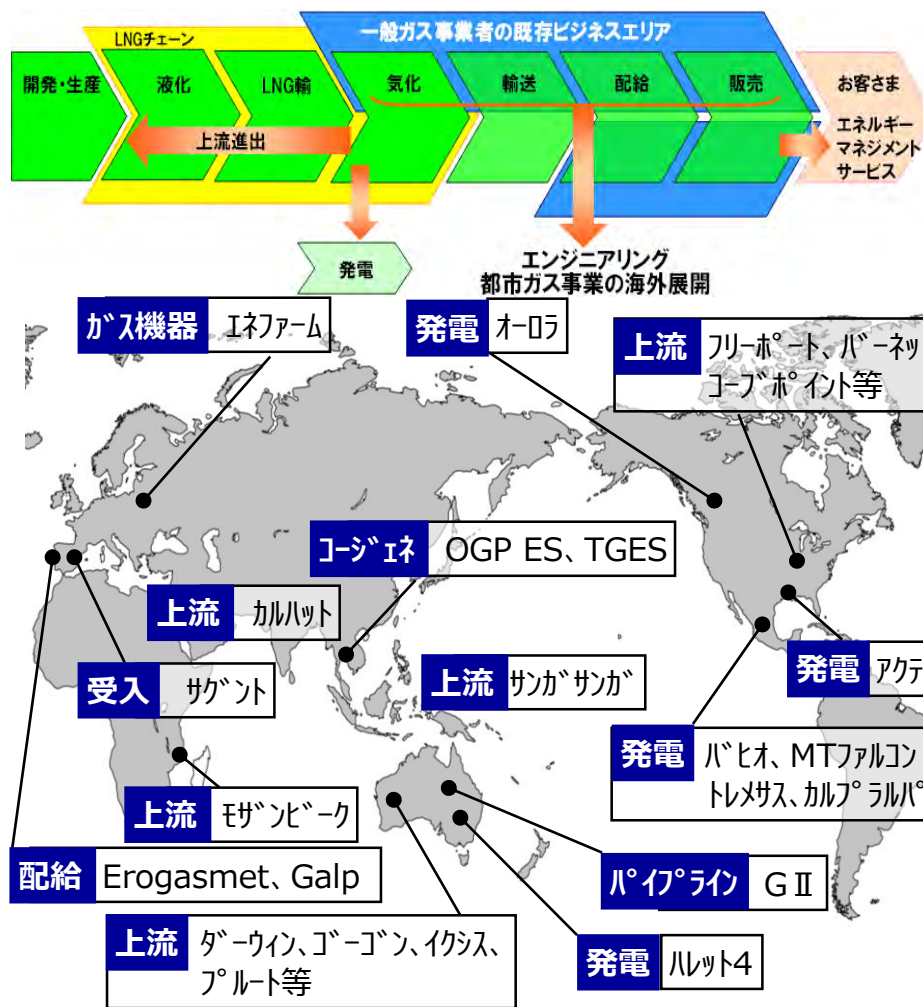 一般ガス事業者の既存ビジネスエリア
LNGチェーン
開発・生産
液化
LNG輸
気化
輸送
配給
販売
お客さま
エネルギー
マネジメント
サービス
上流進出
発電
エンジニアリング
都市ガス事業の海外展開
ガス機器 エネファーム
発電 オーロラ
上流 フリーポート、バーネッ
コーブポイント等
コージェネ OGP ES、TGES
上流 カルハット
受入 サグント
上流 サンガサンガ
発電 アクテ
発電 バヒオ、MTファルコン
トレメサス、カルプラルパ
上流 モザンビーク
配給 Erogasmet、Galp
パイプライン GⅡ
上流 ダーウィン、ゴーゴン、イクシス、
プルート等
発電 ハレット4